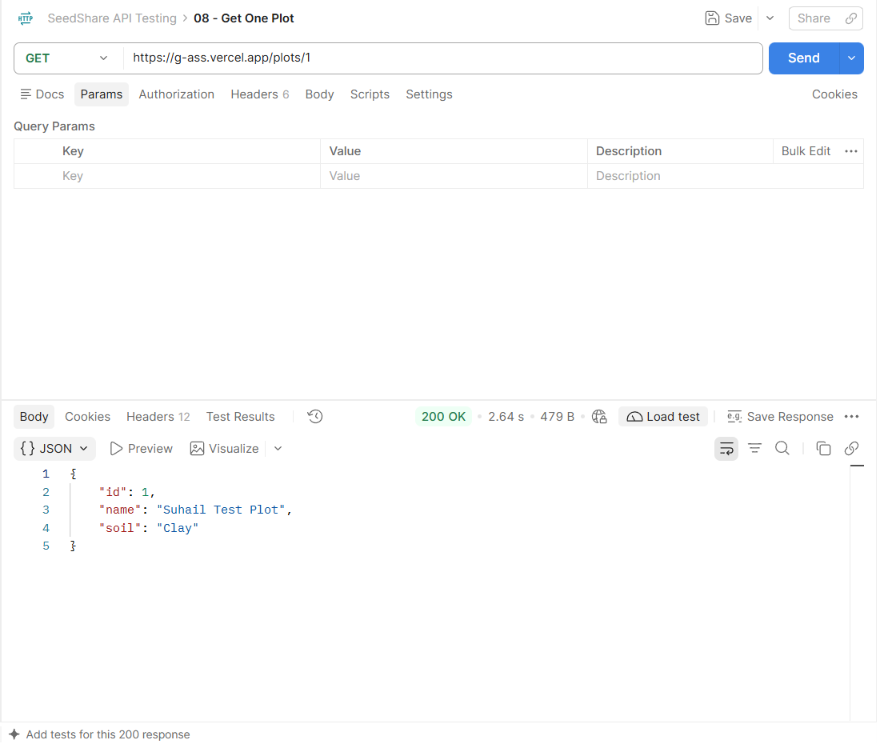 HTTP SeedShare API Testing > 08 - Get One Plot Save Share
GET https://g-ass.vercel.app/plots/1 Send
Docs Params Authorization Headers 6 Body Scripts Settings Cookies
Query Params
Key Value Description Bulk Edit ...
Key Value Description
Body Cookies Headers 12 Test Results 200 OK • 2.64 s • 479 B • Load test e.g. Save Response ...
{} JSON Preview Visualize
1 {
2 "id": 1,
3 "name": "Suhail Test Plot",
4 "soil": "Clay"
5 }
Add tests for this 200 response